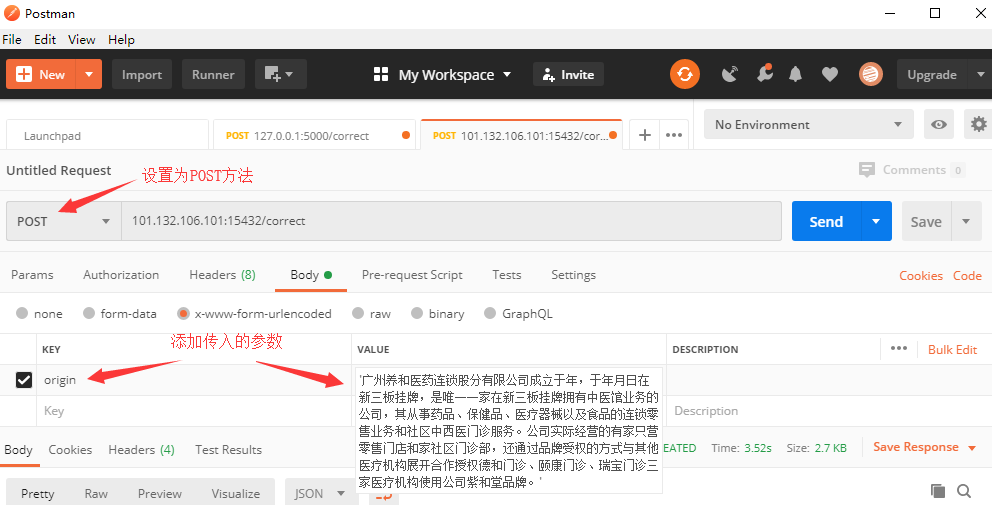 Postman
File Edit View Help
New Import Runner My Workspace Invite Upgrade
Launchpad POST 127.0.0.1:5000/correct POST 101.132.106.101:15432/cor... + ••• No Environment
Untitled Request 设置为POST方法 Comments 0
POST 101.132.106.101:15432/correct Send Save
Params Authorization Headers (8) Body Pre-request Script Tests Settings Cookies Code
none form-data x-www-form-urlencoded raw binary GraphQL
添加传入的参数
KEY VALUE DESCRIPTION ••• Bulk Edit
origin
'广州养和医药连锁股分有限公司成立于年，于年月日在
新三板挂牌，是唯一一家在新三板挂牌拥有中医馆业务的
公司，其从事药品、保健品、医疗器械以及食品的连锁零
售业务和社区中西医门诊服务。公司实际经营的有家只营
零售门店和家社区门诊部，还通过品牌受权的方式与其他
医疗机构展开合作授权德和门诊、颐康门诊、瑞宝门诊三
家医疗机构使用公司紫和堂品牌。'
Key Description
Body Cookies Headers (4) Test Results EATED Time: 3.52s Size: 2.7 KB Save Response
Pretty Raw Preview Visualize JSON